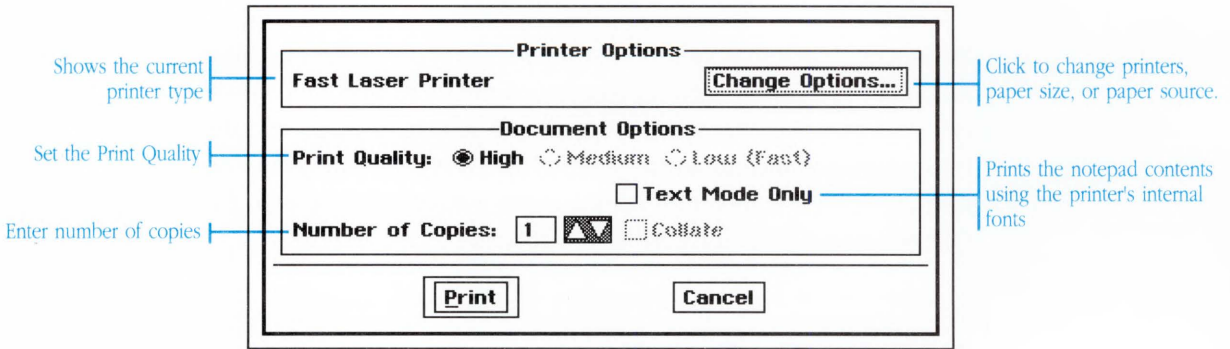 Printer Options
Shows the current
printer type
Fast Laser Printer
Change Options...
Click to change printers,
paper size, or paper source.
Document Options
Set the Print Quality
Print Quality: High Medium Low (Fast)
Text Mode Only
Prints the notepad contents
using the printer's internal
fonts
Enter number of copies
Number of Copies: 1 Collate
Print
Cancel